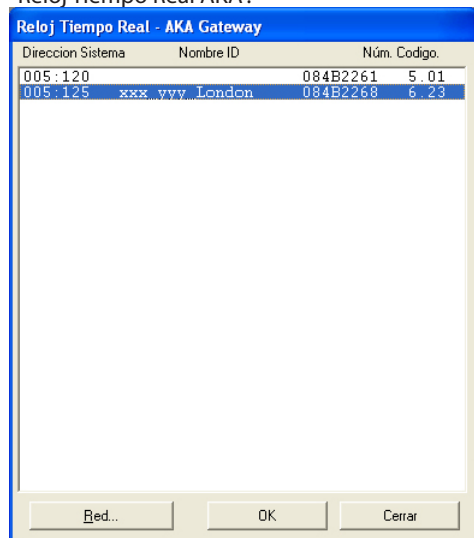 "Reloj Tiempo Real AKA".
Reloj Tiempo Real - AKA Gateway
Direccion Sistema Nombre ID Núm. Codigo.
005:120 084B2261 5.01
005:125 xxx_yyy_London 084B2268 6.23
Red... OK Cerrar